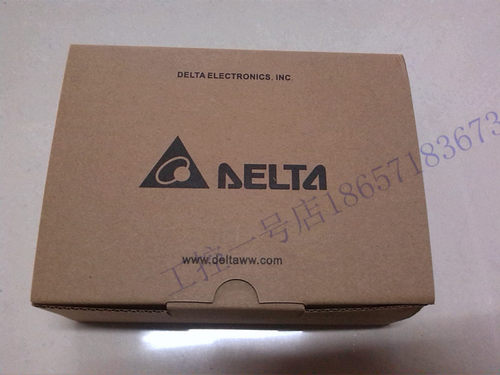 DELTA ELECTRONICS, INC.
DELTA
www.deltaww.com
工控一号店18657183673